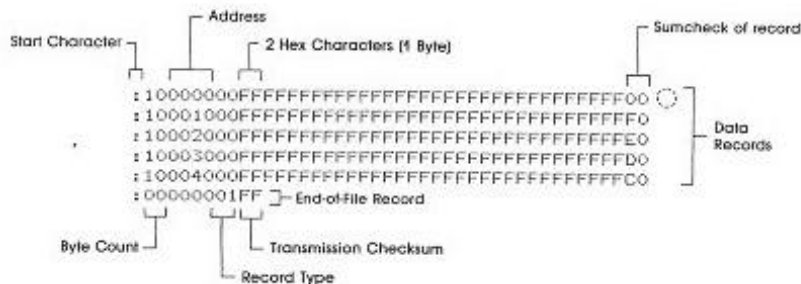 Address
Start Character
2 Hex Characters (1 Byte)
Sumcheck of record
:10000000FFFFFFFFFFFFFFFFFFFFFFFFFFFFFFFF00
:10001000FFFFFFFFFFFFFFFFFFFFFFFFFFFFFFFFF0
:10002000FFFFFFFFFFFFFFFFFFFFFFFFFFFFFFFFE0
:10003000FFFFFFFFFFFFFFFFFFFFFFFFFFFFFFFFD0
:10004000FFFFFFFFFFFFFFFFFFFFFFFFFFFFFFFFC0
Data
Records
:00000001FF
End-of-File Record
Byte Count
Transmission Checksum
Record Type